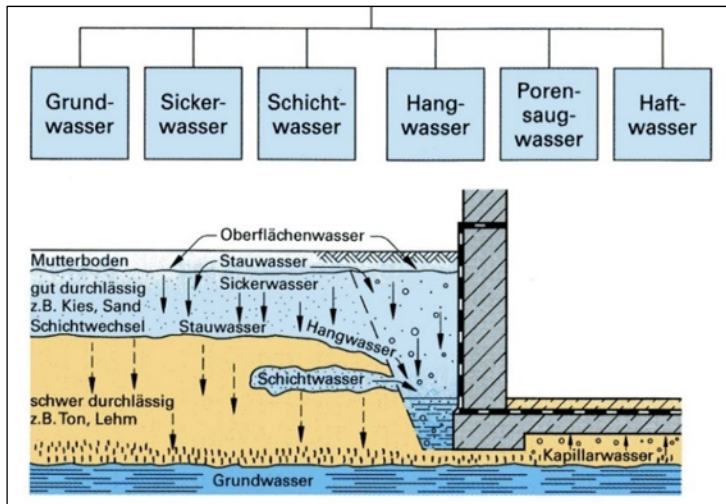 Grund-
wasser
Sicker-
wasser
Schicht-
wasser
Hang-
wasser
Poren-
saug-
wasser
Haft-
wasser
Oberflächenwasser
Mutterboden
Stauwasser
gut durchlässig
Sickerwasser
z.B. Kies, Sand
Schichtwechsel
Stauwasser
Hangwasser
Schichtwasser
schwer durchlässig
z.B. Ton, Lehm
Kapillarwasser
Grundwasser